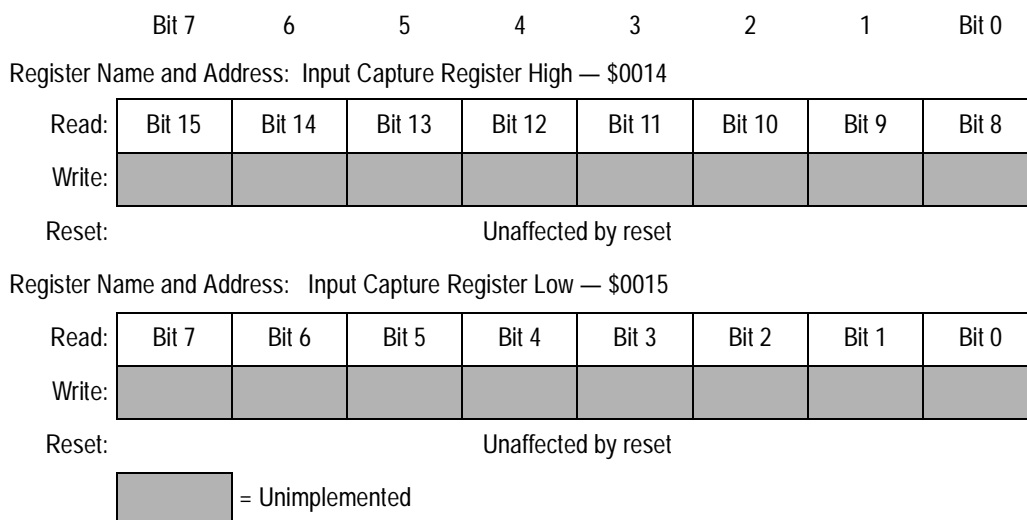 Bit 7 6 5 4 3 2 1 Bit 0
Register Name and Address: Input Capture Register High — $0014
Read: Bit 15 Bit 14 Bit 13 Bit 12 Bit 11 Bit 10 Bit 9 Bit 8
Write:
Reset: Unaffected by reset
Register Name and Address: Input Capture Register Low — $0015
Read: Bit 7 Bit 6 Bit 5 Bit 4 Bit 3 Bit 2 Bit 1 Bit 0
Write:
Reset: Unaffected by reset
= Unimplemented